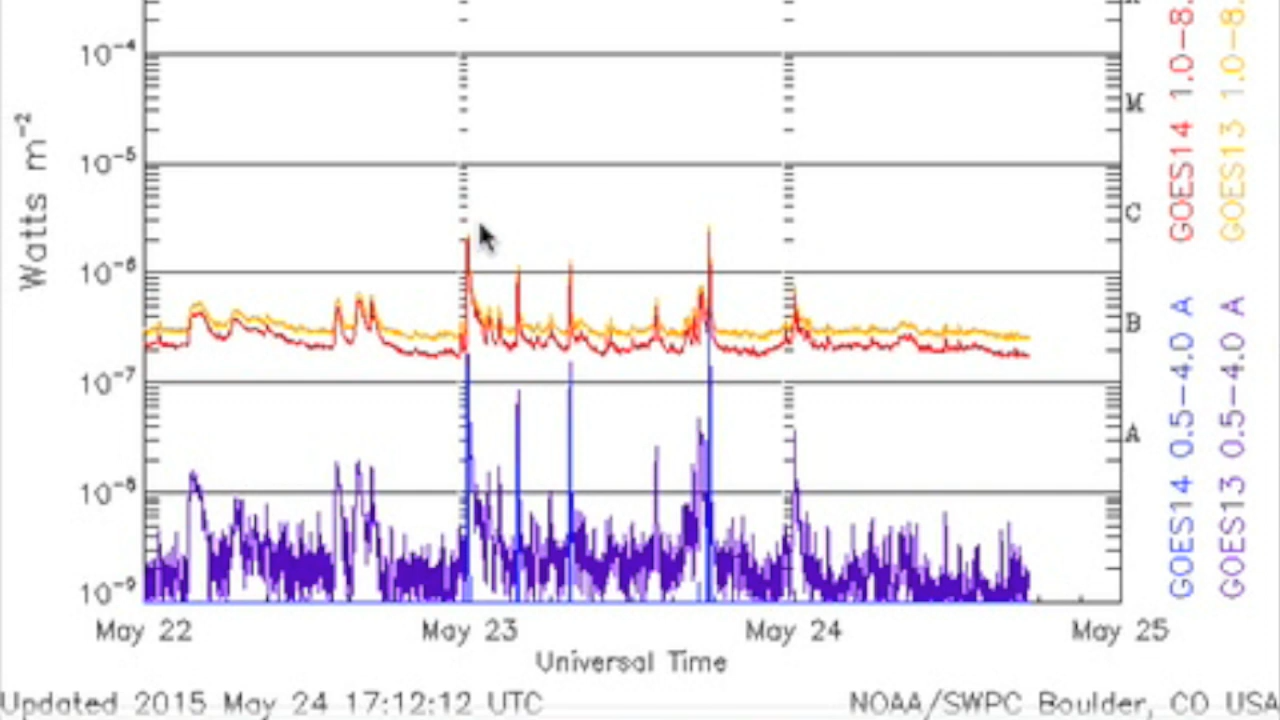 10⁻⁴
10⁻⁵
10⁻⁶
10⁻⁷
10⁻⁸
10⁻⁹
Watts m⁻²
M
C
B
A
May 22
May 23
May 24
May 25
Universal Time
GOES14 1.0-8.
GOES13 1.0-8.
GOES14 0.5-4.0 A
GOES13 0.5-4.0 A
Updated 2015 May 24 17:12:12 UTC
NOAA/SWPC Boulder, CO USA